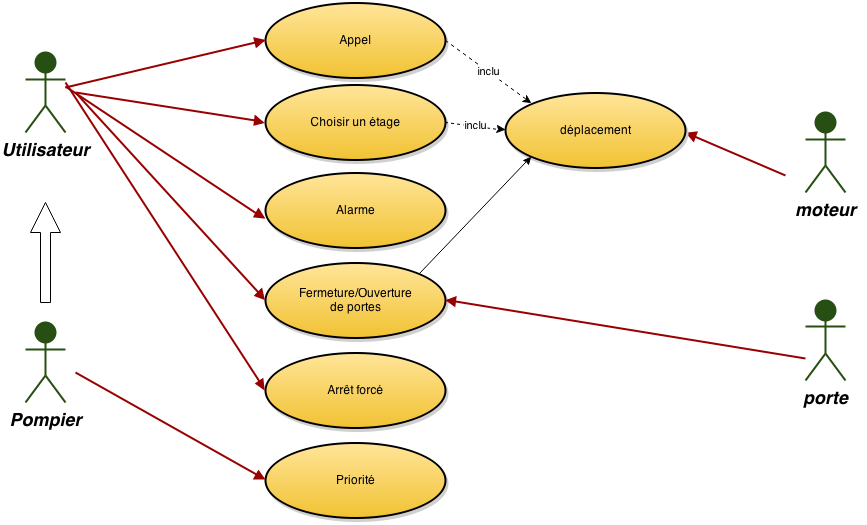 Appel
inclu
Utilisateur
Choisir un étage
inclu
déplacement
Alarme
moteur
Fermeture/Ouverture
de portes
Pompier
Arrêt forcé
porte
Priorité